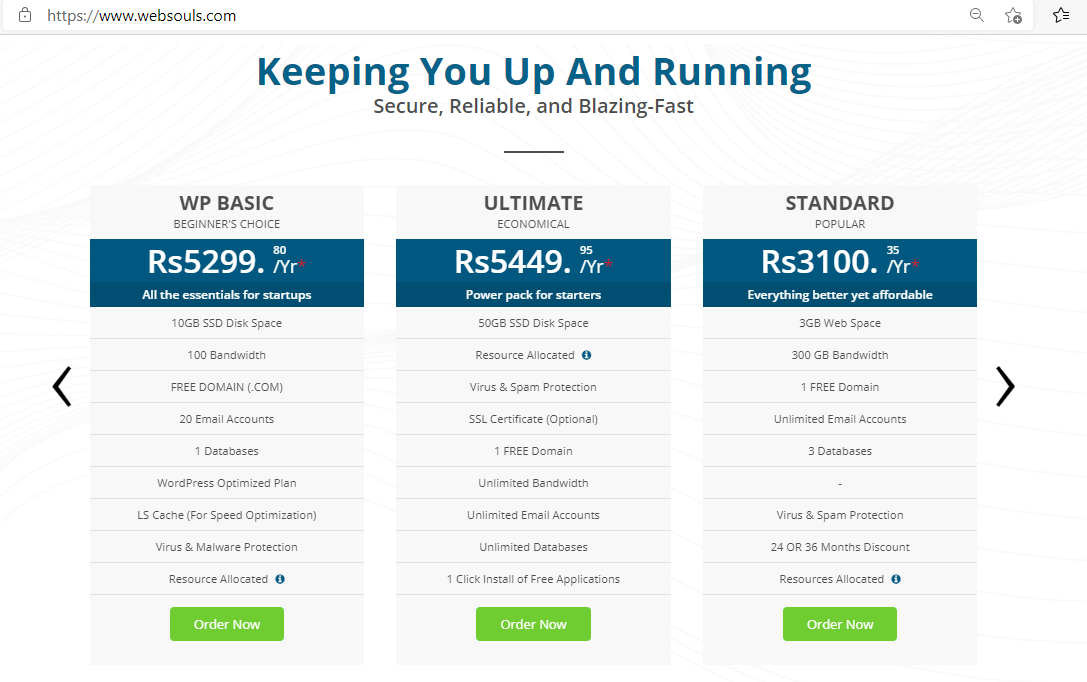 https://www.websouls.com
Keeping You Up And Running
Secure, Reliable, and Blazing-Fast
WP BASIC
BEGINNER'S CHOICE
Rs5299.80/Yr*
All the essentials for startups
10GB SSD Disk Space
100 Bandwidth
FREE DOMAIN (.COM)
20 Email Accounts
1 Databases
WordPress Optimized Plan
LS Cache (For Speed Optimization)
Virus & Malware Protection
Resource Allocated
Order Now
ULTIMATE
ECONOMICAL
Rs5449.95/Yr*
Power pack for starters
50GB SSD Disk Space
Resource Allocated
Virus & Spam Protection
SSL Certificate (Optional)
1 FREE Domain
Unlimited Bandwidth
Unlimited Email Accounts
Unlimited Databases
1 Click Install of Free Applications
Order Now
STANDARD
POPULAR
Rs3100.35/Yr*
Everything better yet affordable
3GB Web Space
300 GB Bandwidth
1 FREE Domain
Unlimited Email Accounts
3 Databases
-
Virus & Spam Protection
24 OR 36 Months Discount
Resources Allocated
Order Now